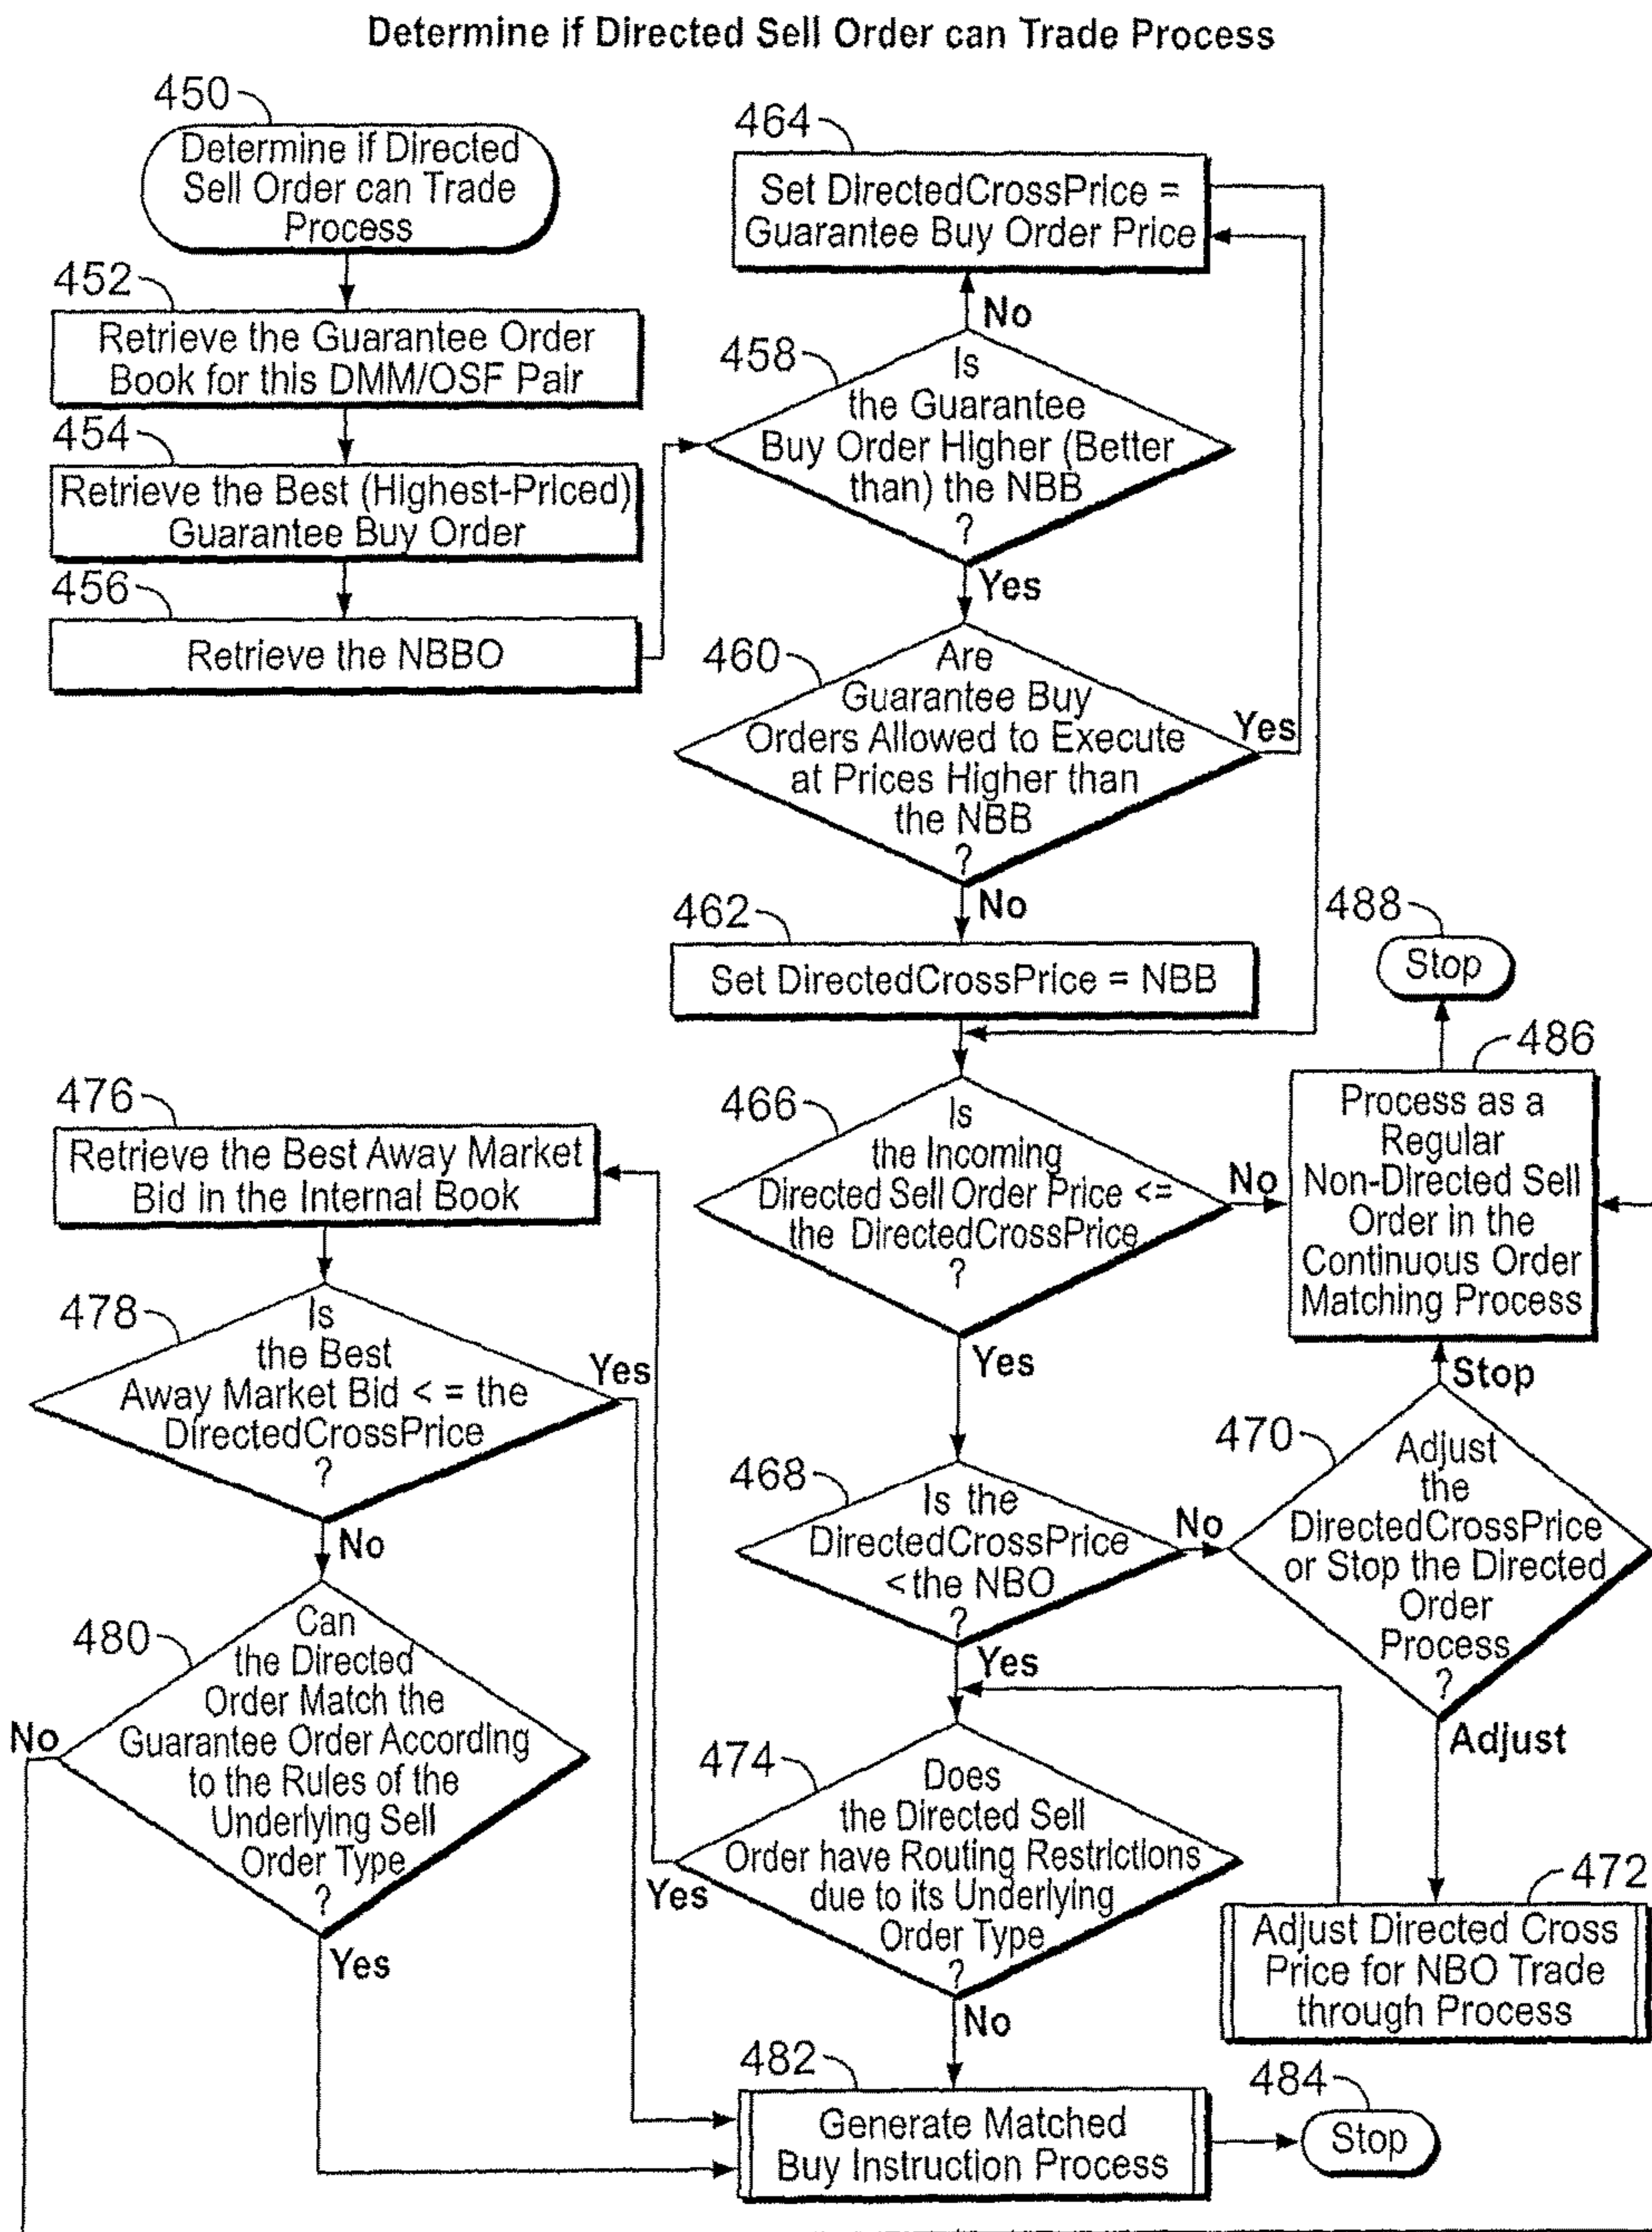 Determine if Directed Sell Order can Trade Process
450
Determine if Directed
Sell Order can Trade
Process
452
Retrieve the Guarantee Order
Book for this DMM/OSF Pair
454
Retrieve the Best (Highest-Priced)
Guarantee Buy Order
456
Retrieve the NBBO
464
Set DirectedCrossPrice =
Guarantee Buy Order Price
No
458
Is
the Guarantee
Buy Order Higher (Better
than) the NBB
?
Yes
460
Are
Guarantee Buy
Orders Allowed to Execute
at Prices Higher than
the NBB
?
Yes
No
462
Set DirectedCrossPrice = NBB
488
Stop
486
Process as a
Regular
Non-Directed Sell
Order in the
Continuous Order
Matching Process
466
Is
the Incoming
Directed Sell Order Price <=
the DirectedCrossPrice
?
No
Yes
476
Retrieve the Best Away Market
Bid in the Internal Book
478
Is
the Best
Away Market Bid < = the
DirectedCrossPrice
?
Yes
No
468
Is the
DirectedCrossPrice
<the NBO
?
No
Yes
Stop
470
Adjust
the
DirectedCrossPrice
or Stop the Directed
Order
Process
?
Adjust
480
Can
the Directed
Order Match the
Guarantee Order According
to the Rules of the
Underlying Sell
Order Type
?
No
Yes
474
Does
the Directed Sell
Order have Routing Restrictions
due to its Underlying
Order Type
?
Yes
No
472
Adjust Directed Cross
Price for NBO Trade
through Process
482
Generate Matched
Buy Instruction Process
484
Stop